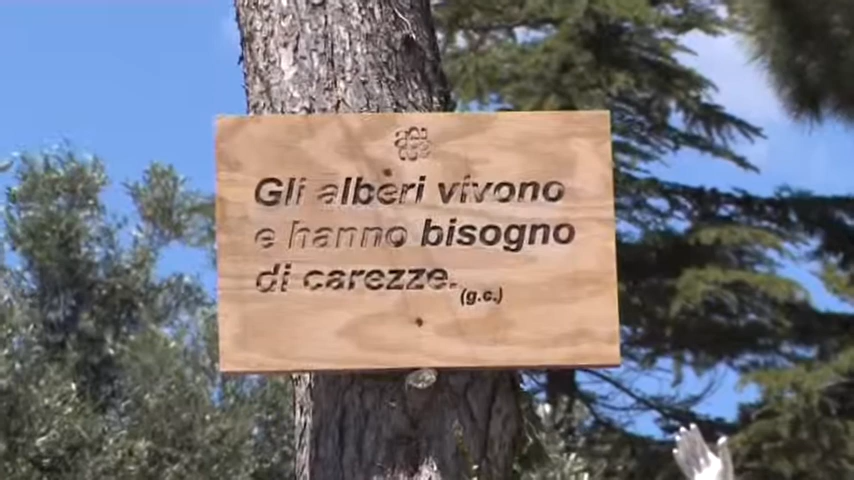 Gli alberi vivono
e hanno bisogno
di carezze.
(g.c.)